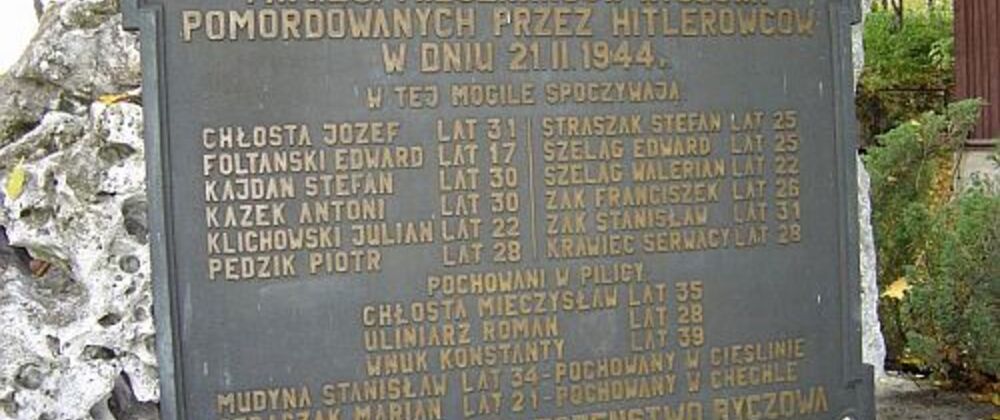 POMORDOWANYCH PRZEZ HITLEROWCÓW
W DNIU 21.II.1944.
W TEJ MOGILE SPOCZYWAJĄ
CHŁOSTA JÓZEF LAT 31
FOLTAŃSKI EDWARD LAT 17
KAJDAN STEFAN LAT 30
KAZEK ANTONI LAT 30
KLICHOWSKI JULIAN LAT 22
PĘDZIK PIOTR LAT 28
STRASZAK STEFAN LAT 25
SZELĄG EDWARD LAT 25
SZELĄG WALERIAN LAT 22
ŻAK FRANCISZEK LAT 26
ŻAK STANISŁAW LAT 31
KRAWIEC SERWACY LAT 28
POCHOWANI W PILICY
CHŁOSTA MIECZYSŁAW LAT 35
ULINIARZ ROMAN LAT 28
WNUK KONSTANTY LAT 39
MUDYNA STANISŁAW LAT 34-POCHOWANY W CIEŚLINIE
MARIAN LAT 21-POCHOWANY W CHECHLE
RYCZOWA